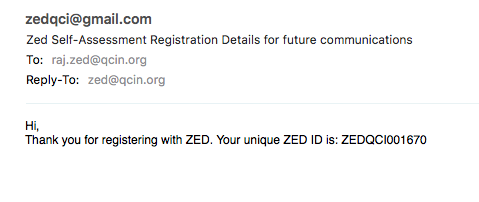 zedqci@gmail.com
Zed Self-Assessment Registration Details for future communications
To: raj.zed@qcin.org
Reply-To: zed@qcin.org
Hi,
Thank you for registering with ZED. Your unique ZED ID is: ZEDQCI001670